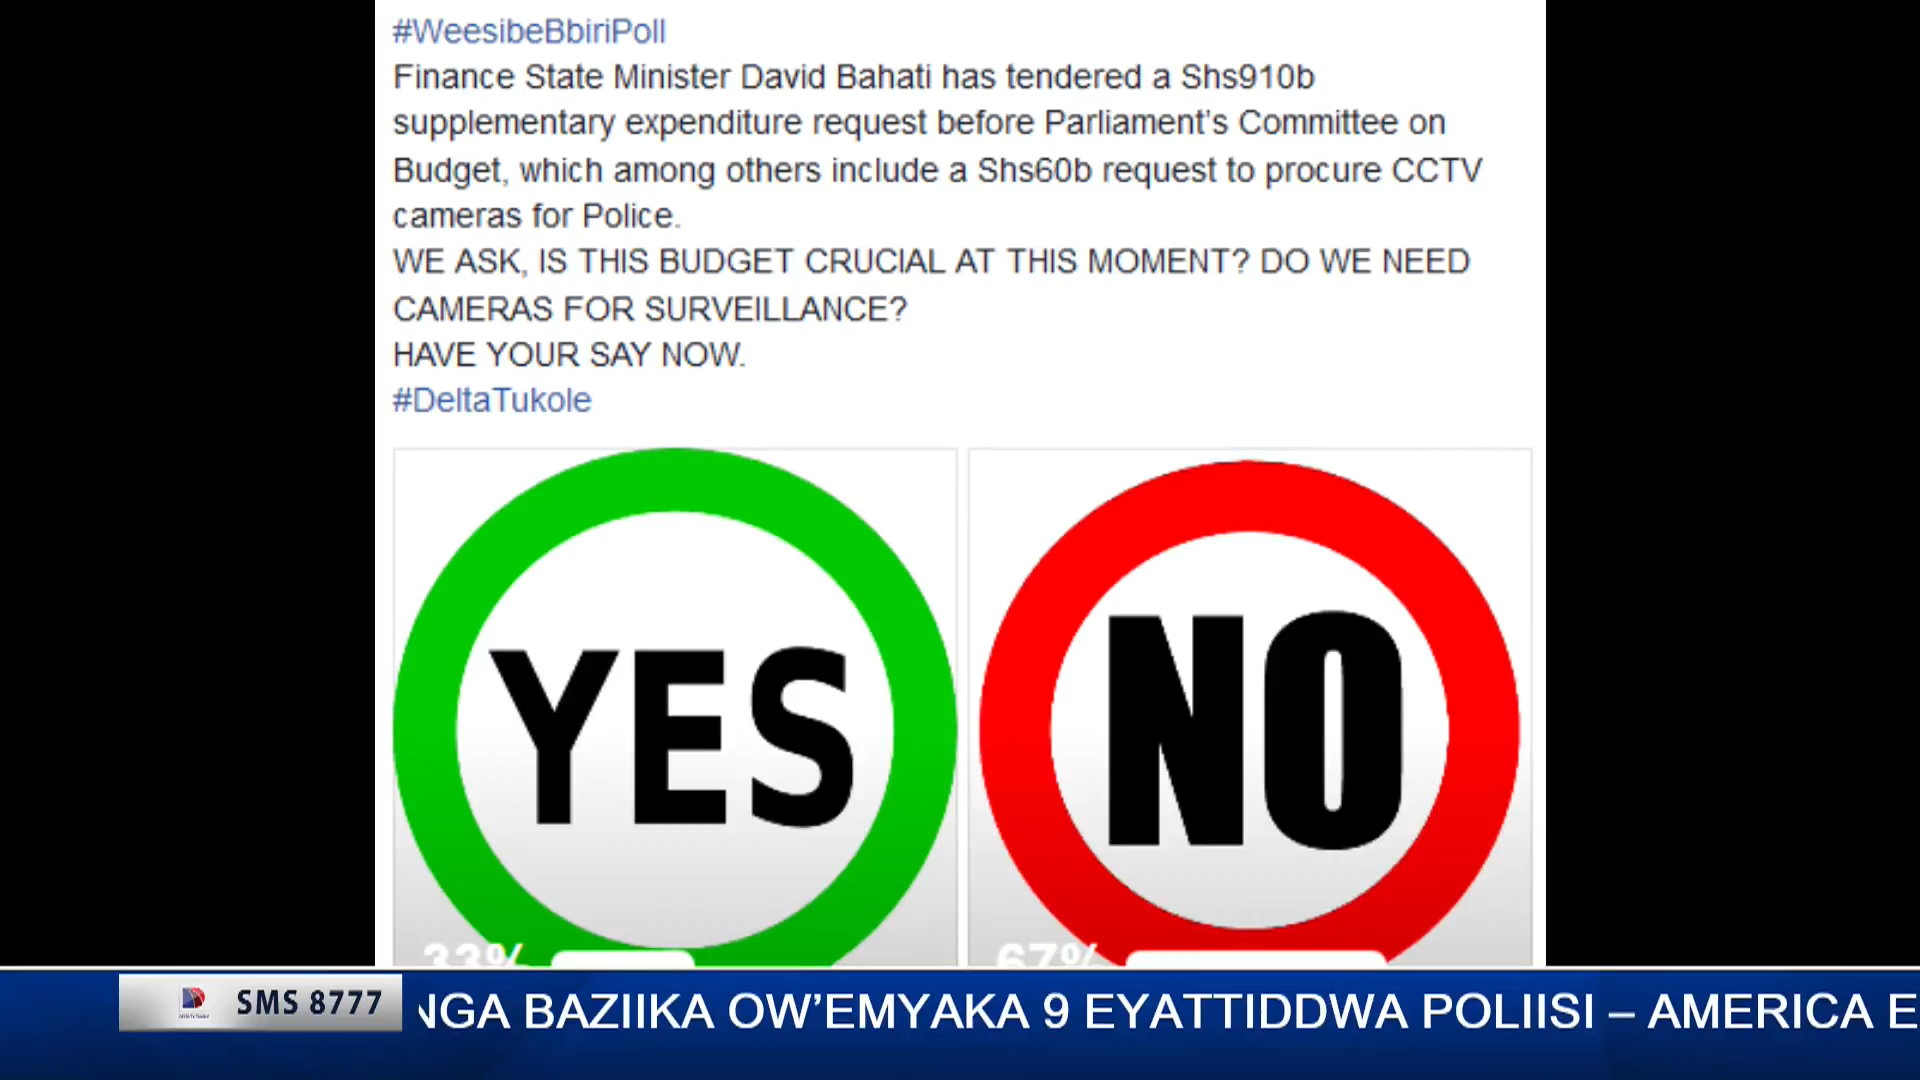 #WeesibeBbiriPoll
Finance State Minister David Bahati has tendered a Shs910b
supplementary expenditure request before Parliament's Committee on
Budget, which among others include a Shs60b request to procure CCTV
cameras for Police.
WE ASK, IS THIS BUDGET CRUCIAL AT THIS MOMENT? DO WE NEED
CAMERAS FOR SURVEILLANCE?
HAVE YOUR SAY NOW.
#DeltaTukole
YES
NO
33%
67%
SMS 8777
NGA BAZIIKA OW’EMYAKA 9 EYATTIDDWA POLIISI – AMERICA E